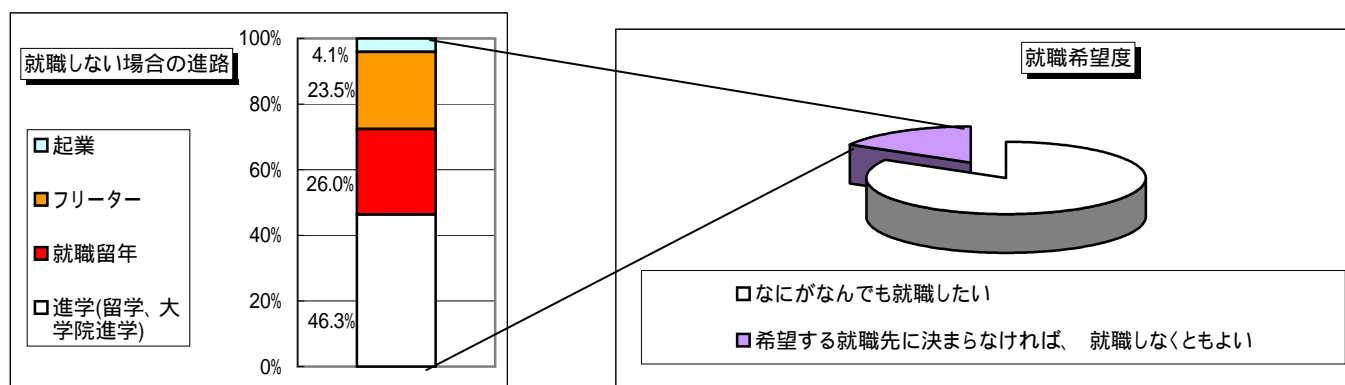 就職しない場合の進路
起業
フリーター
就職留年
進学(留学、大
学院進学)
100%
80%
60%
40%
20%
0%
4.1%
23.5%
26.0%
46.3%
就職希望度
なにがなんでも就職したい
希望する就職先に決まらなければ、 就職しなくともよい